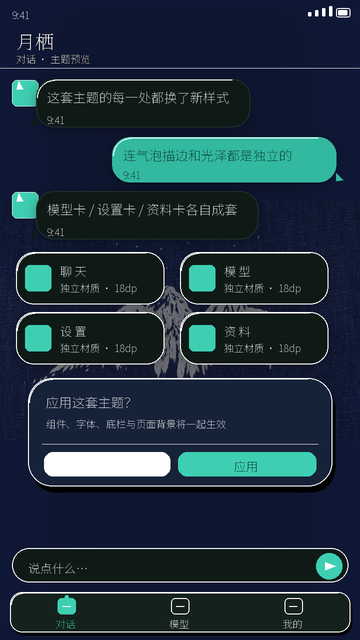 9:41
月栖
对话 · 主题预览
这套主题的每一处都换了新样式
9:41
连气泡描边和光泽都是独立的
9:41
模型卡 / 设置卡 / 资料卡各自成套
9:41
聊天
独立材质 · 18dp
模型
独立材质 · 18dp
设置
独立材质 · 18dp
资料
独立材质 · 18dp
应用这套主题？
组件、字体、底栏与页面背景将一起生效
应用
说点什么…
对话
模型
我的